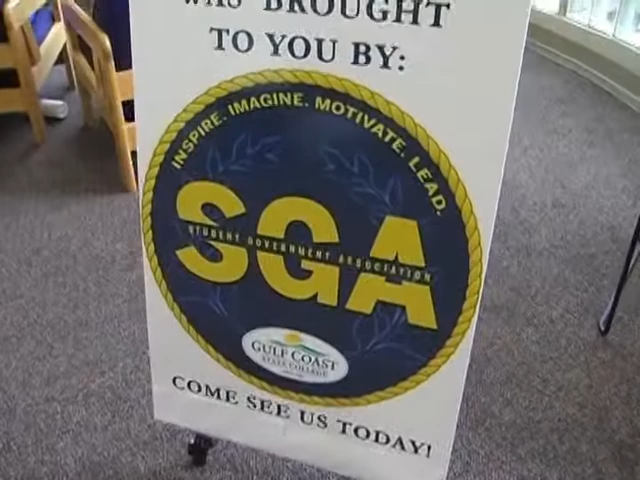 WAS BROUGHT
TO YOU BY:
INSPIRE. IMAGINE. MOTIVATE. LEAD.
SGA
STUDENT GOVERNMENT ASSOCIATION
GULF COAST
STATE COLLEGE
COME SEE US TODAY!